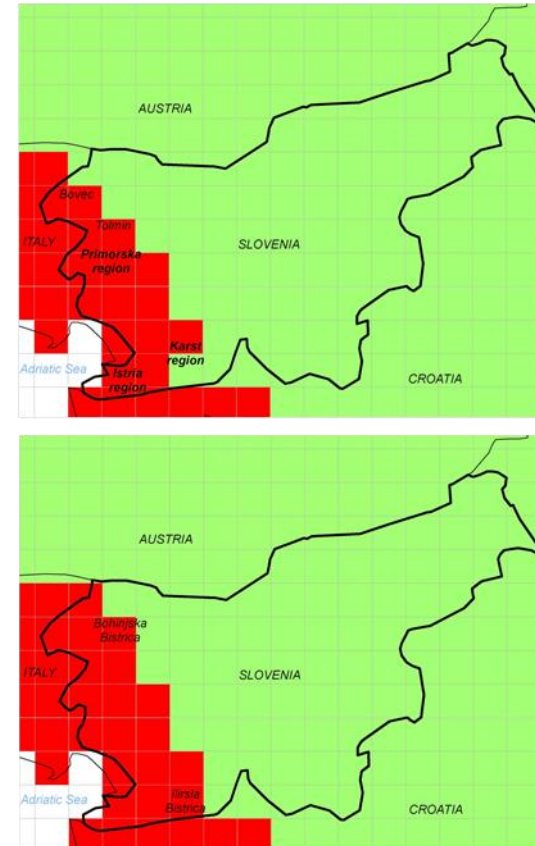 AUSTRIA
Bovec
Tolmin
ITALY
SLOVENIA
Primorska
region
Karst
region
Adriatic Sea
Istria
region
CROATIA
AUSTRIA
Bohinjska
Bistrica
ITALY
SLOVENIA
Ilirsla
Bistrica
Adriatic Sea
CROATIA